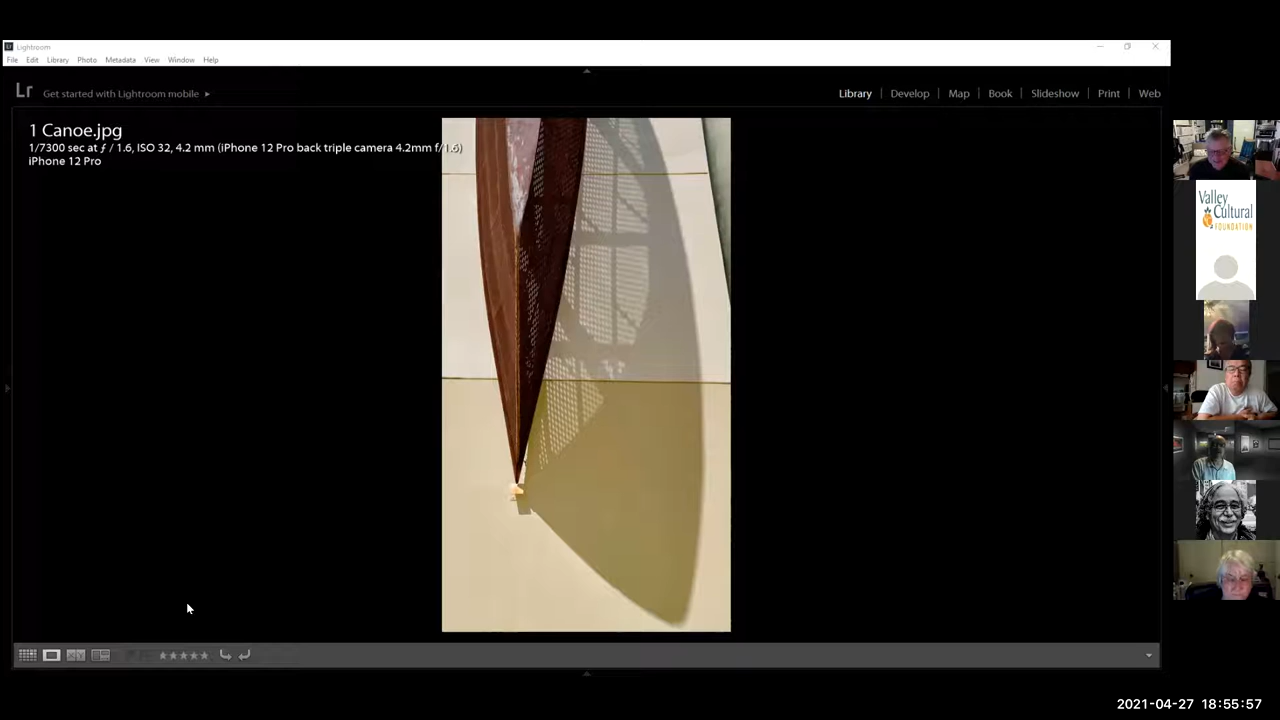 Lr Lightroom
File Edit Library Photo Metadata View Window Help
Lr Get started with Lightroom mobile ▸
Library | Develop | Map | Book | Slideshow | Print | Web
1 Canoe.jpg
1/7300 sec at ƒ / 1.6, ISO 32, 4.2 mm (iPhone 12 Pro back triple camera 4.2mm f/1.6)
iPhone 12 Pro
Valley
Cultural
FOUNDATION
XY
2021-04-27 18:55:57